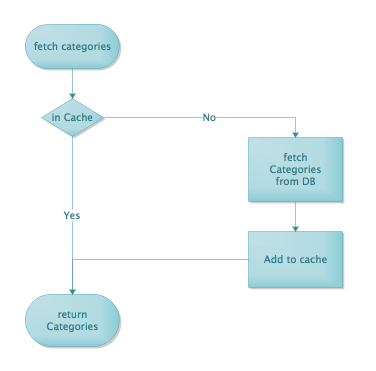 fetch categories
in Cache
No
fetch
Categories
from DB
Yes
Add to cache
return
Categories